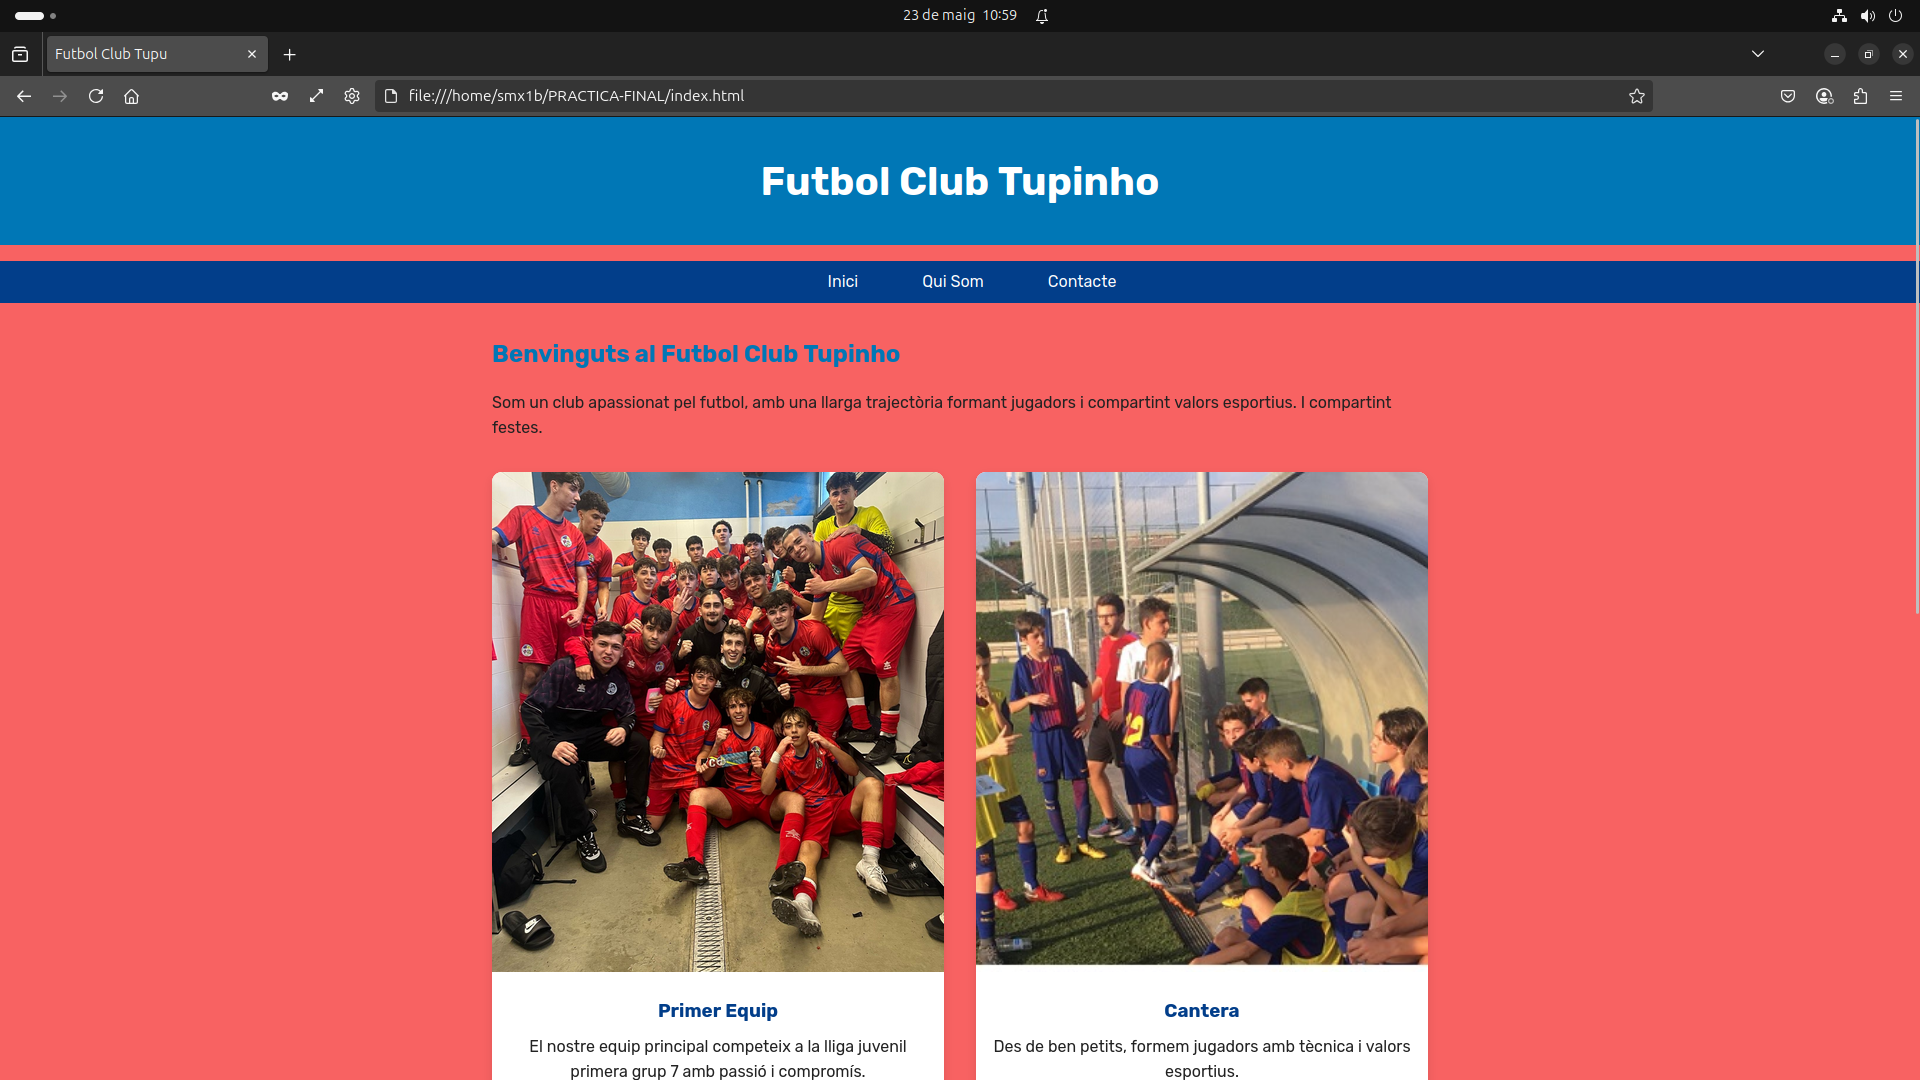 23 de maig 10:59
Futbol Club Tupu
file:///home/smx1b/PRACTICA-FINAL/index.html
Futbol Club Tupinho
Inici Qui Som Contacte
Benvinguts al Futbol Club Tupinho
Som un club apassionat pel futbol, amb una llarga trajectòria formant jugadors i compartint valors esportius. I compartint
festes.
Primer Equip
El nostre equip principal competeix a la lliga juvenil
primera grup 7 amb passió i compromís.
Cantera
Des de ben petits, formem jugadors amb tècnica i valors
esportius.